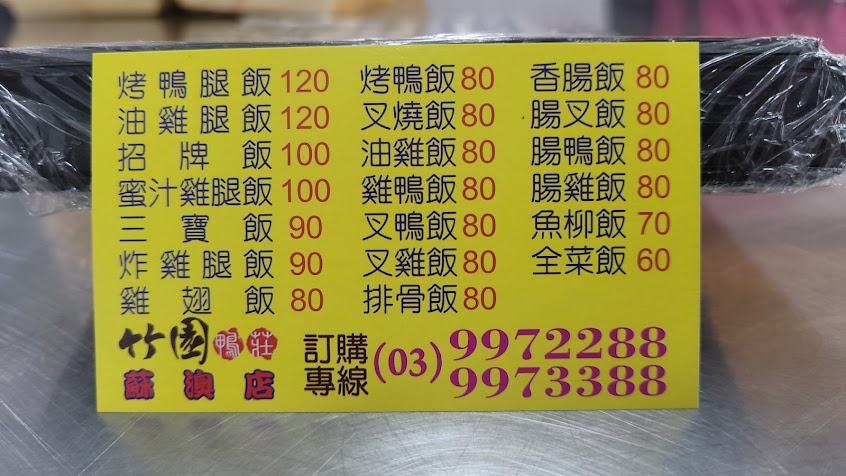 烤鴨腿飯 120 烤鴨飯 80 香腸飯 80
油雞腿飯 120 叉燒飯 80 腸叉飯 80
招牌飯 100 油雞飯 80 腸鴨飯 80
蜜汁雞腿飯 100 雞鴨飯 80 腸雞飯 80
三寶飯 90 叉鴨飯 80 魚柳飯 70
炸雞腿飯 90 叉雞飯 80 全菜飯 60
雞翅飯 80 排骨飯 80
竹園鴨莊
蘇澳店
訂購專線
(03)
9972288
9973388